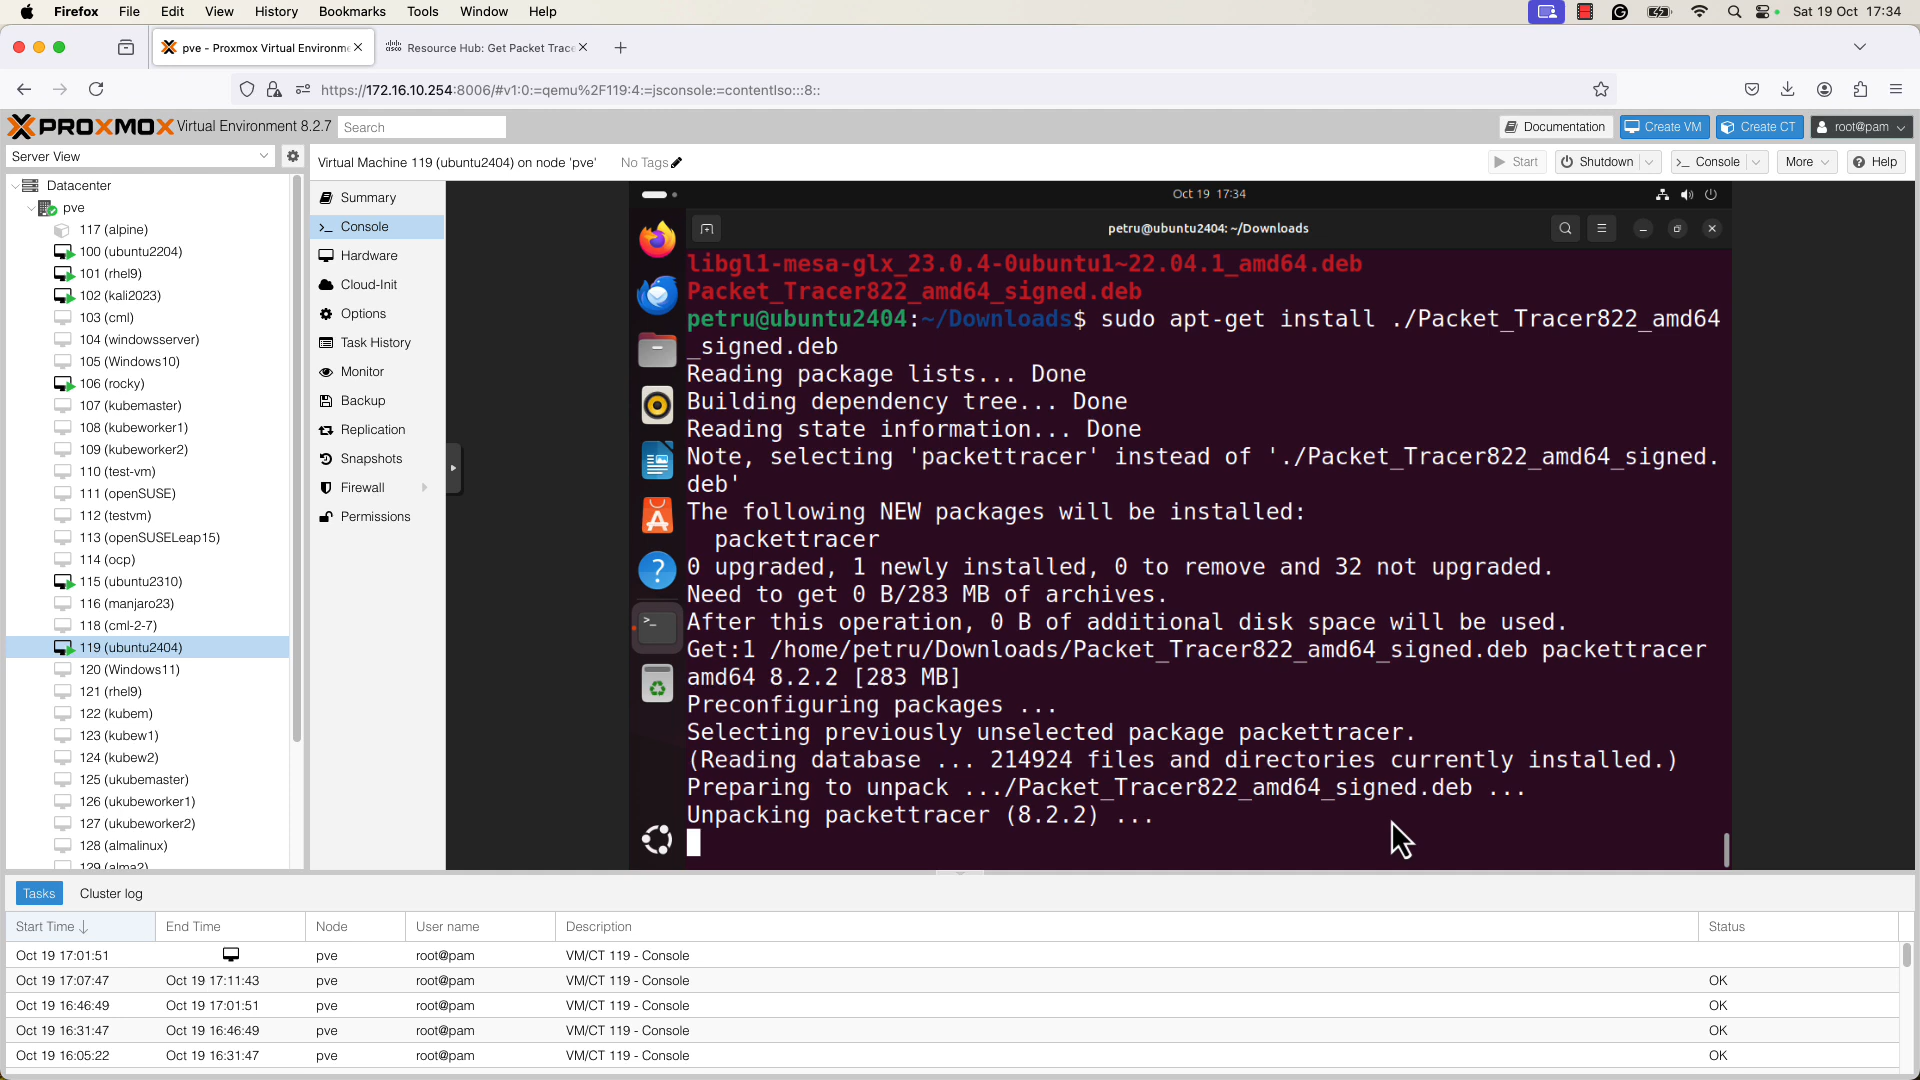 Firefox File Edit View History Bookmarks Tools Window Help Sat 19 Oct 17:34
pve - Proxmox Virtual Environme Resource Hub: Get Packet Trace
https://172.16.10.254:8006/#v1:0:=qemu%2F119:4:=jsconsole:=contentIso:::8::
PROXMOX Virtual Environment 8.2.7 Search Documentation Create VM Create CT root@pam
Server View
Virtual Machine 119 (ubuntu2404) on node 'pve' No Tags Start Shutdown Console More Help
Datacenter
pve
117 (alpine)
100 (ubuntu2204)
101 (rhel9)
102 (kali2023)
103 (cml)
104 (windowsserver)
105 (Windows10)
106 (rocky)
107 (kubemaster)
108 (kubeworker1)
109 (kubeworker2)
110 (test-vm)
111 (openSUSE)
112 (testvm)
113 (openSUSELeap15)
114 (ocp)
115 (ubuntu2310)
116 (manjaro23)
118 (cml-2-7)
119 (ubuntu2404)
120 (Windows11)
121 (rhel9)
122 (kubem)
123 (kubew1)
124 (kubew2)
125 (ukubemaster)
126 (ukubeworker1)
127 (ukubeworker2)
128 (almalinux)
129 (alma2)
Summary
Console
Hardware
Cloud-Init
Options
Task History
Monitor
Backup
Replication
Snapshots
Firewall
Permissions
Oct 19 17:34
petru@ubuntu2404: ~/Downloads
libgl1-mesa-glx_23.0.4-0ubuntu1~22.04.1_amd64.deb
Packet_Tracer822_amd64_signed.deb
petru@ubuntu2404:~/Downloads$ sudo apt-get install ./Packet_Tracer822_amd64
_signed.deb
Reading package lists... Done
Building dependency tree... Done
Reading state information... Done
Note, selecting 'packettracer' instead of './Packet_Tracer822_amd64_signed.
deb'
The following NEW packages will be installed:
packettracer
0 upgraded, 1 newly installed, 0 to remove and 32 not upgraded.
Need to get 0 B/283 MB of archives.
After this operation, 0 B of additional disk space will be used.
Get:1 /home/petru/Downloads/Packet_Tracer822_amd64_signed.deb packettracer
amd64 8.2.2 [283 MB]
Preconfiguring packages ...
Selecting previously unselected package packettracer.
(Reading database ... 214924 files and directories currently installed.)
Preparing to unpack .../Packet_Tracer822_amd64_signed.deb ...
Unpacking packettracer (8.2.2) ...
Tasks Cluster log
Start Time End Time Node User name Description Status
Oct 19 17:01:51 pve root@pam VM/CT 119 - Console
Oct 19 17:07:47 Oct 19 17:11:43 pve root@pam VM/CT 119 - Console OK
Oct 19 16:46:49 Oct 19 17:01:51 pve root@pam VM/CT 119 - Console OK
Oct 19 16:31:47 Oct 19 16:46:49 pve root@pam VM/CT 119 - Console OK
Oct 19 16:05:22 Oct 19 16:31:47 pve root@pam VM/CT 119 - Console OK